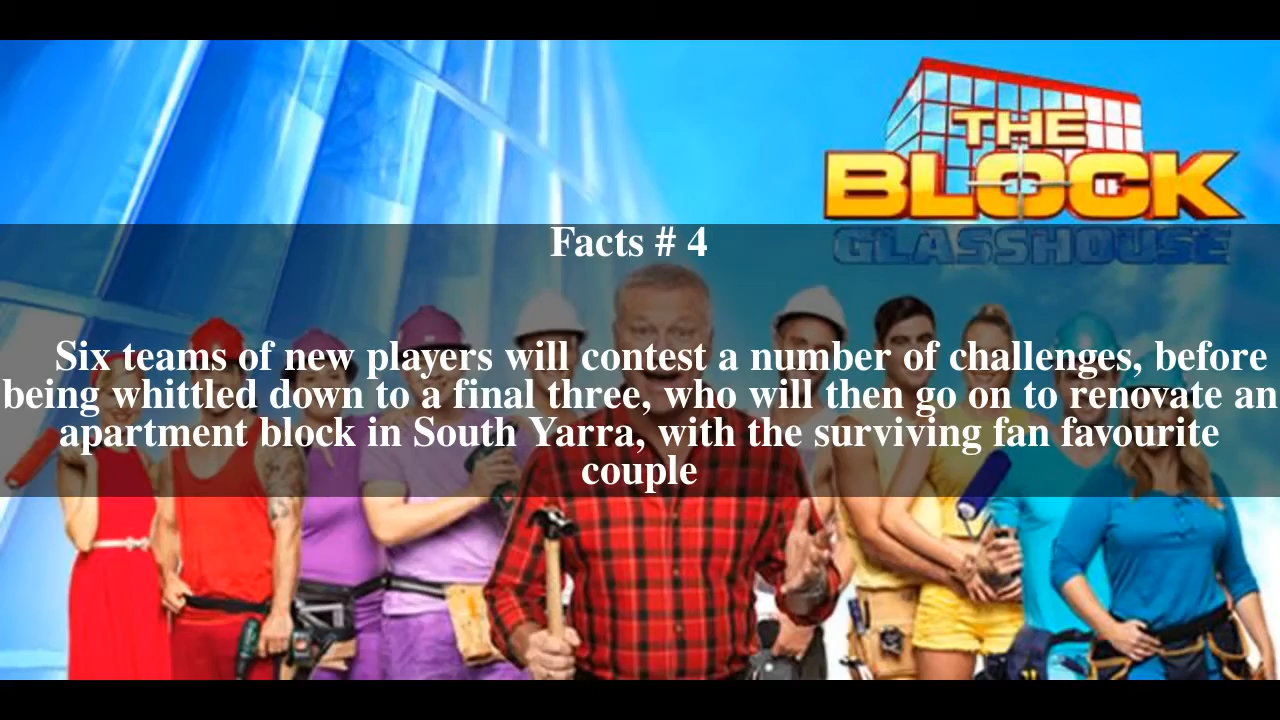 THE
BLOCK
GLASSHOUSE
Facts # 4
Six teams of new players will contest a number of challenges, before
being whittled down to a final three, who will then go on to renovate an
apartment block in South Yarra, with the surviving fan favourite
couple